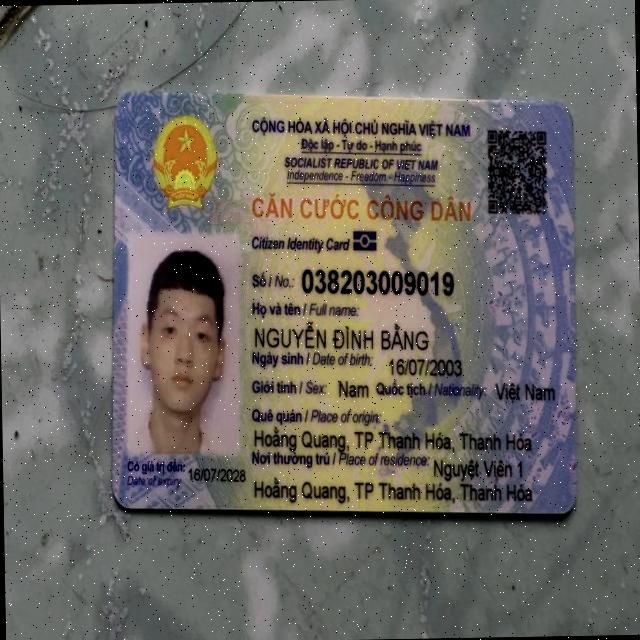 CỘNG HÒA XÃ HỘI CHỦ NGHĨA VIỆT NAM
Độc lập - Tự do - Hạnh phúc
SOCIALIST REPUBLIC OF VIET NAM
Independence - Freedom - Happiness
CĂN CƯỚC CÔNG DÂN
Citizen Identity Card
Số / No.: 038203009019
Họ và tên / Full name:
NGUYỄN ĐÌNH BẰNG
Ngày sinh / Date of birth: 16/07/2003
Giới tính / Sex: Nam Quốc tịch / Nationality: Việt Nam
Quê quán / Place of origin:
Hoằng Quang, TP Thanh Hóa, Thanh Hóa
Nơi thường trú / Place of residence: Nguyệt Viên 1
Hoằng Quang, TP Thanh Hóa, Thanh Hóa
Có giá trị đến: 16/07/2028
Date of expiry